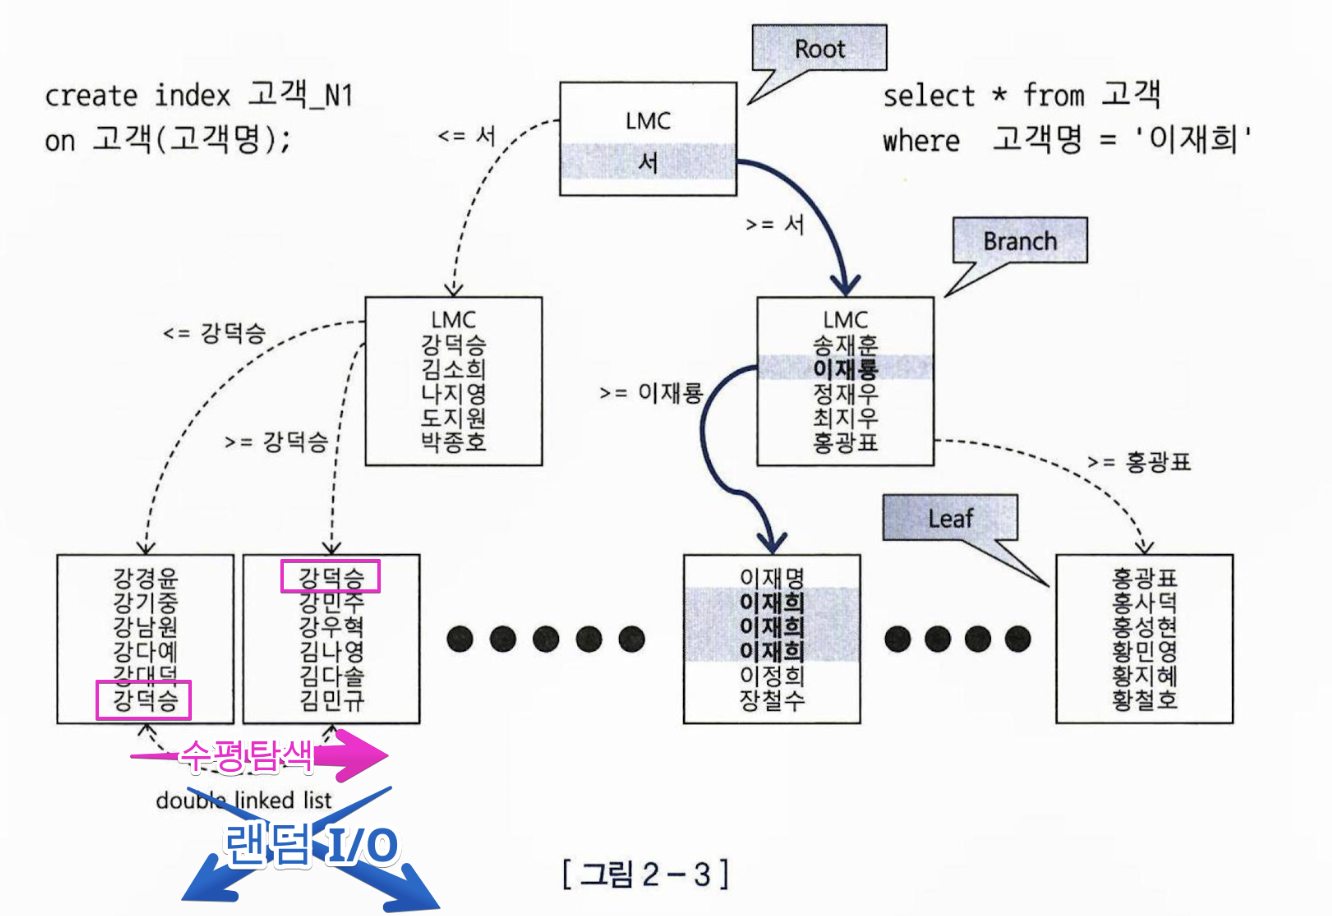 create index 고객_N1
on 고객(고객명);
Root
LMC
서
select * from 고객
where 고객명 = '이재희'
<= 서
>= 서
Branch
LMC
강덕승
김소희
나지영
도지원
박종호
<= 강덕승
>= 강덕승
LMC
송재훈
이재룡
정재우
최지우
홍광표
>= 이재룡
>= 홍광표
Leaf
강경윤
강기중
강남원
강다예
강대덕
강덕승
강덕승
강민주
강우혁
김나영
김다솔
김민규
이재명
이재희
이재희
이재희
이정희
장철수
홍광표
홍사덕
홍성현
황민영
황지혜
황철호
수평탐색
double linked list
랜덤 I/O
[ 그림 2 - 3 ]